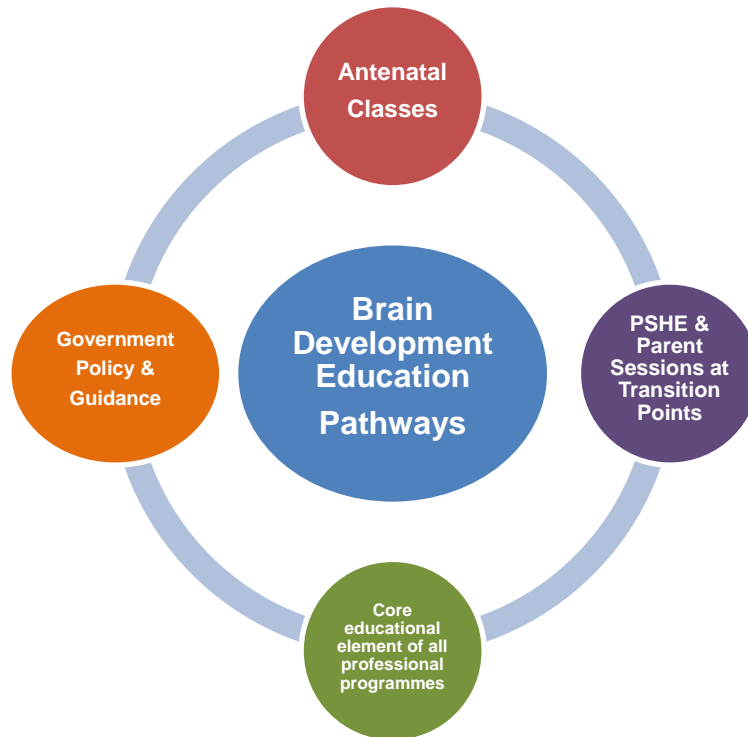 Antenatal
Classes
Brain
Development
Education
Pathways
PSHE &
Parent
Sessions at
Transition
Points
Core
educational
element of all
professional
programmes
Government
Policy &
Guidance